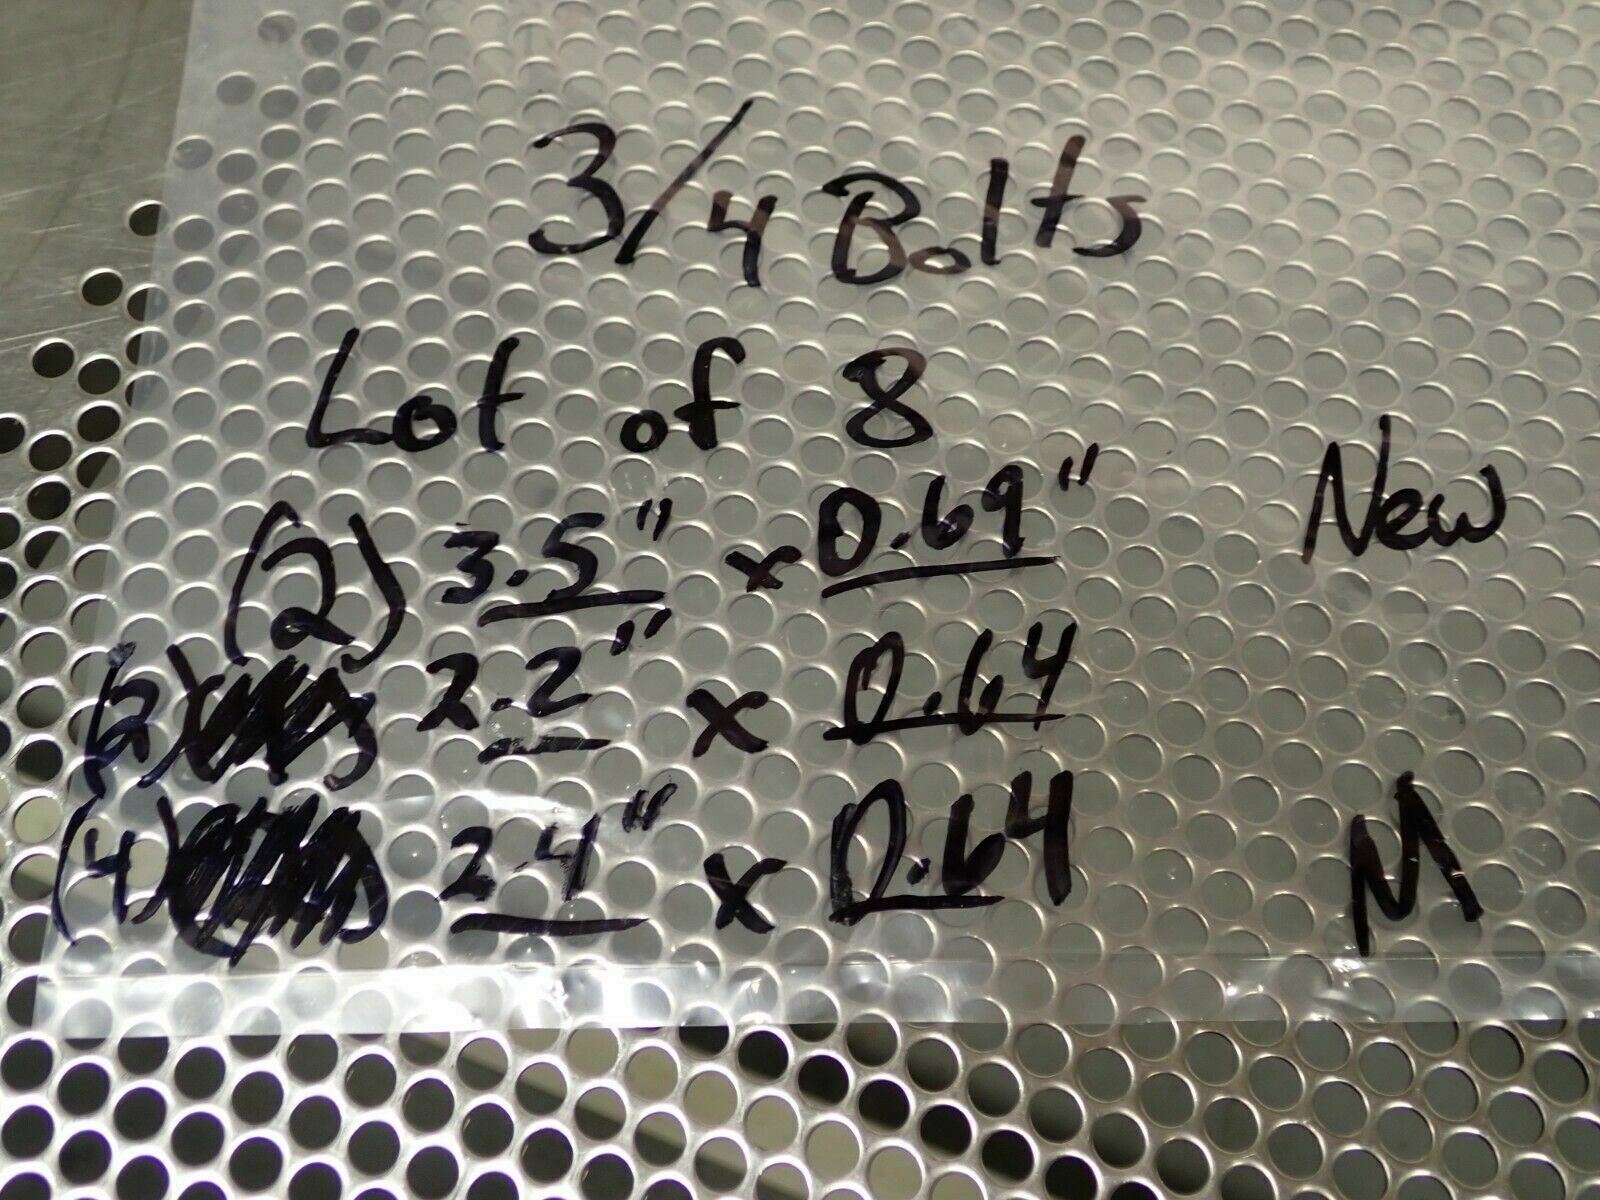 3/4 Bolts
Lot of 8
New
(2) 3.5" x 0.69"
(2) 2.2" x 0.64
(4) 2.4" x 0.64
M